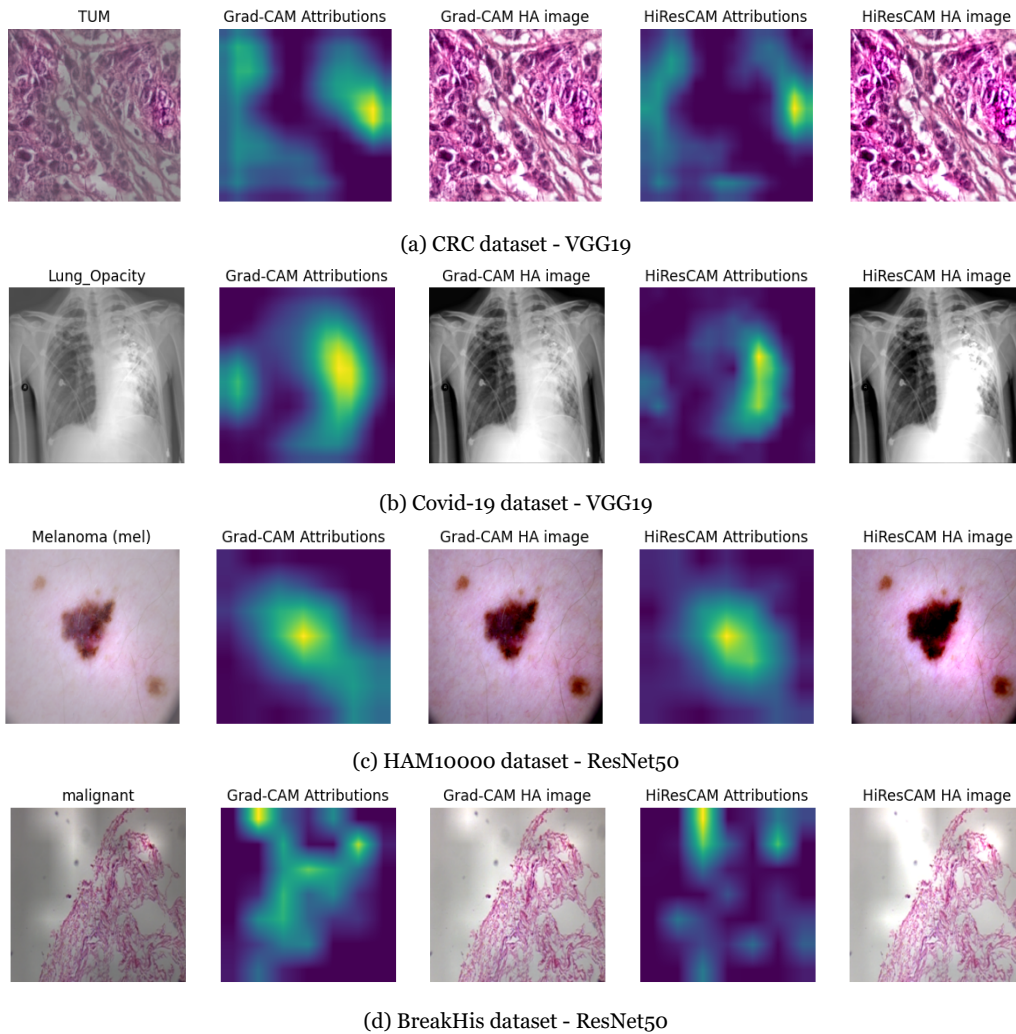 TUM Grad-CAM Attributions Grad-CAM HA image HiResCAM Attributions HiResCAM HA image
(a) CRC dataset - VGG19
Lung_Opacity Grad-CAM Attributions Grad-CAM HA image HiResCAM Attributions HiResCAM HA image
(b) Covid-19 dataset - VGG19
Melanoma (mel) Grad-CAM Attributions Grad-CAM HA image HiResCAM Attributions HiResCAM HA image
(c) HAM10000 dataset - ResNet50
malignant Grad-CAM Attributions Grad-CAM HA image HiResCAM Attributions HiResCAM HA image
(d) BreakHis dataset - ResNet50